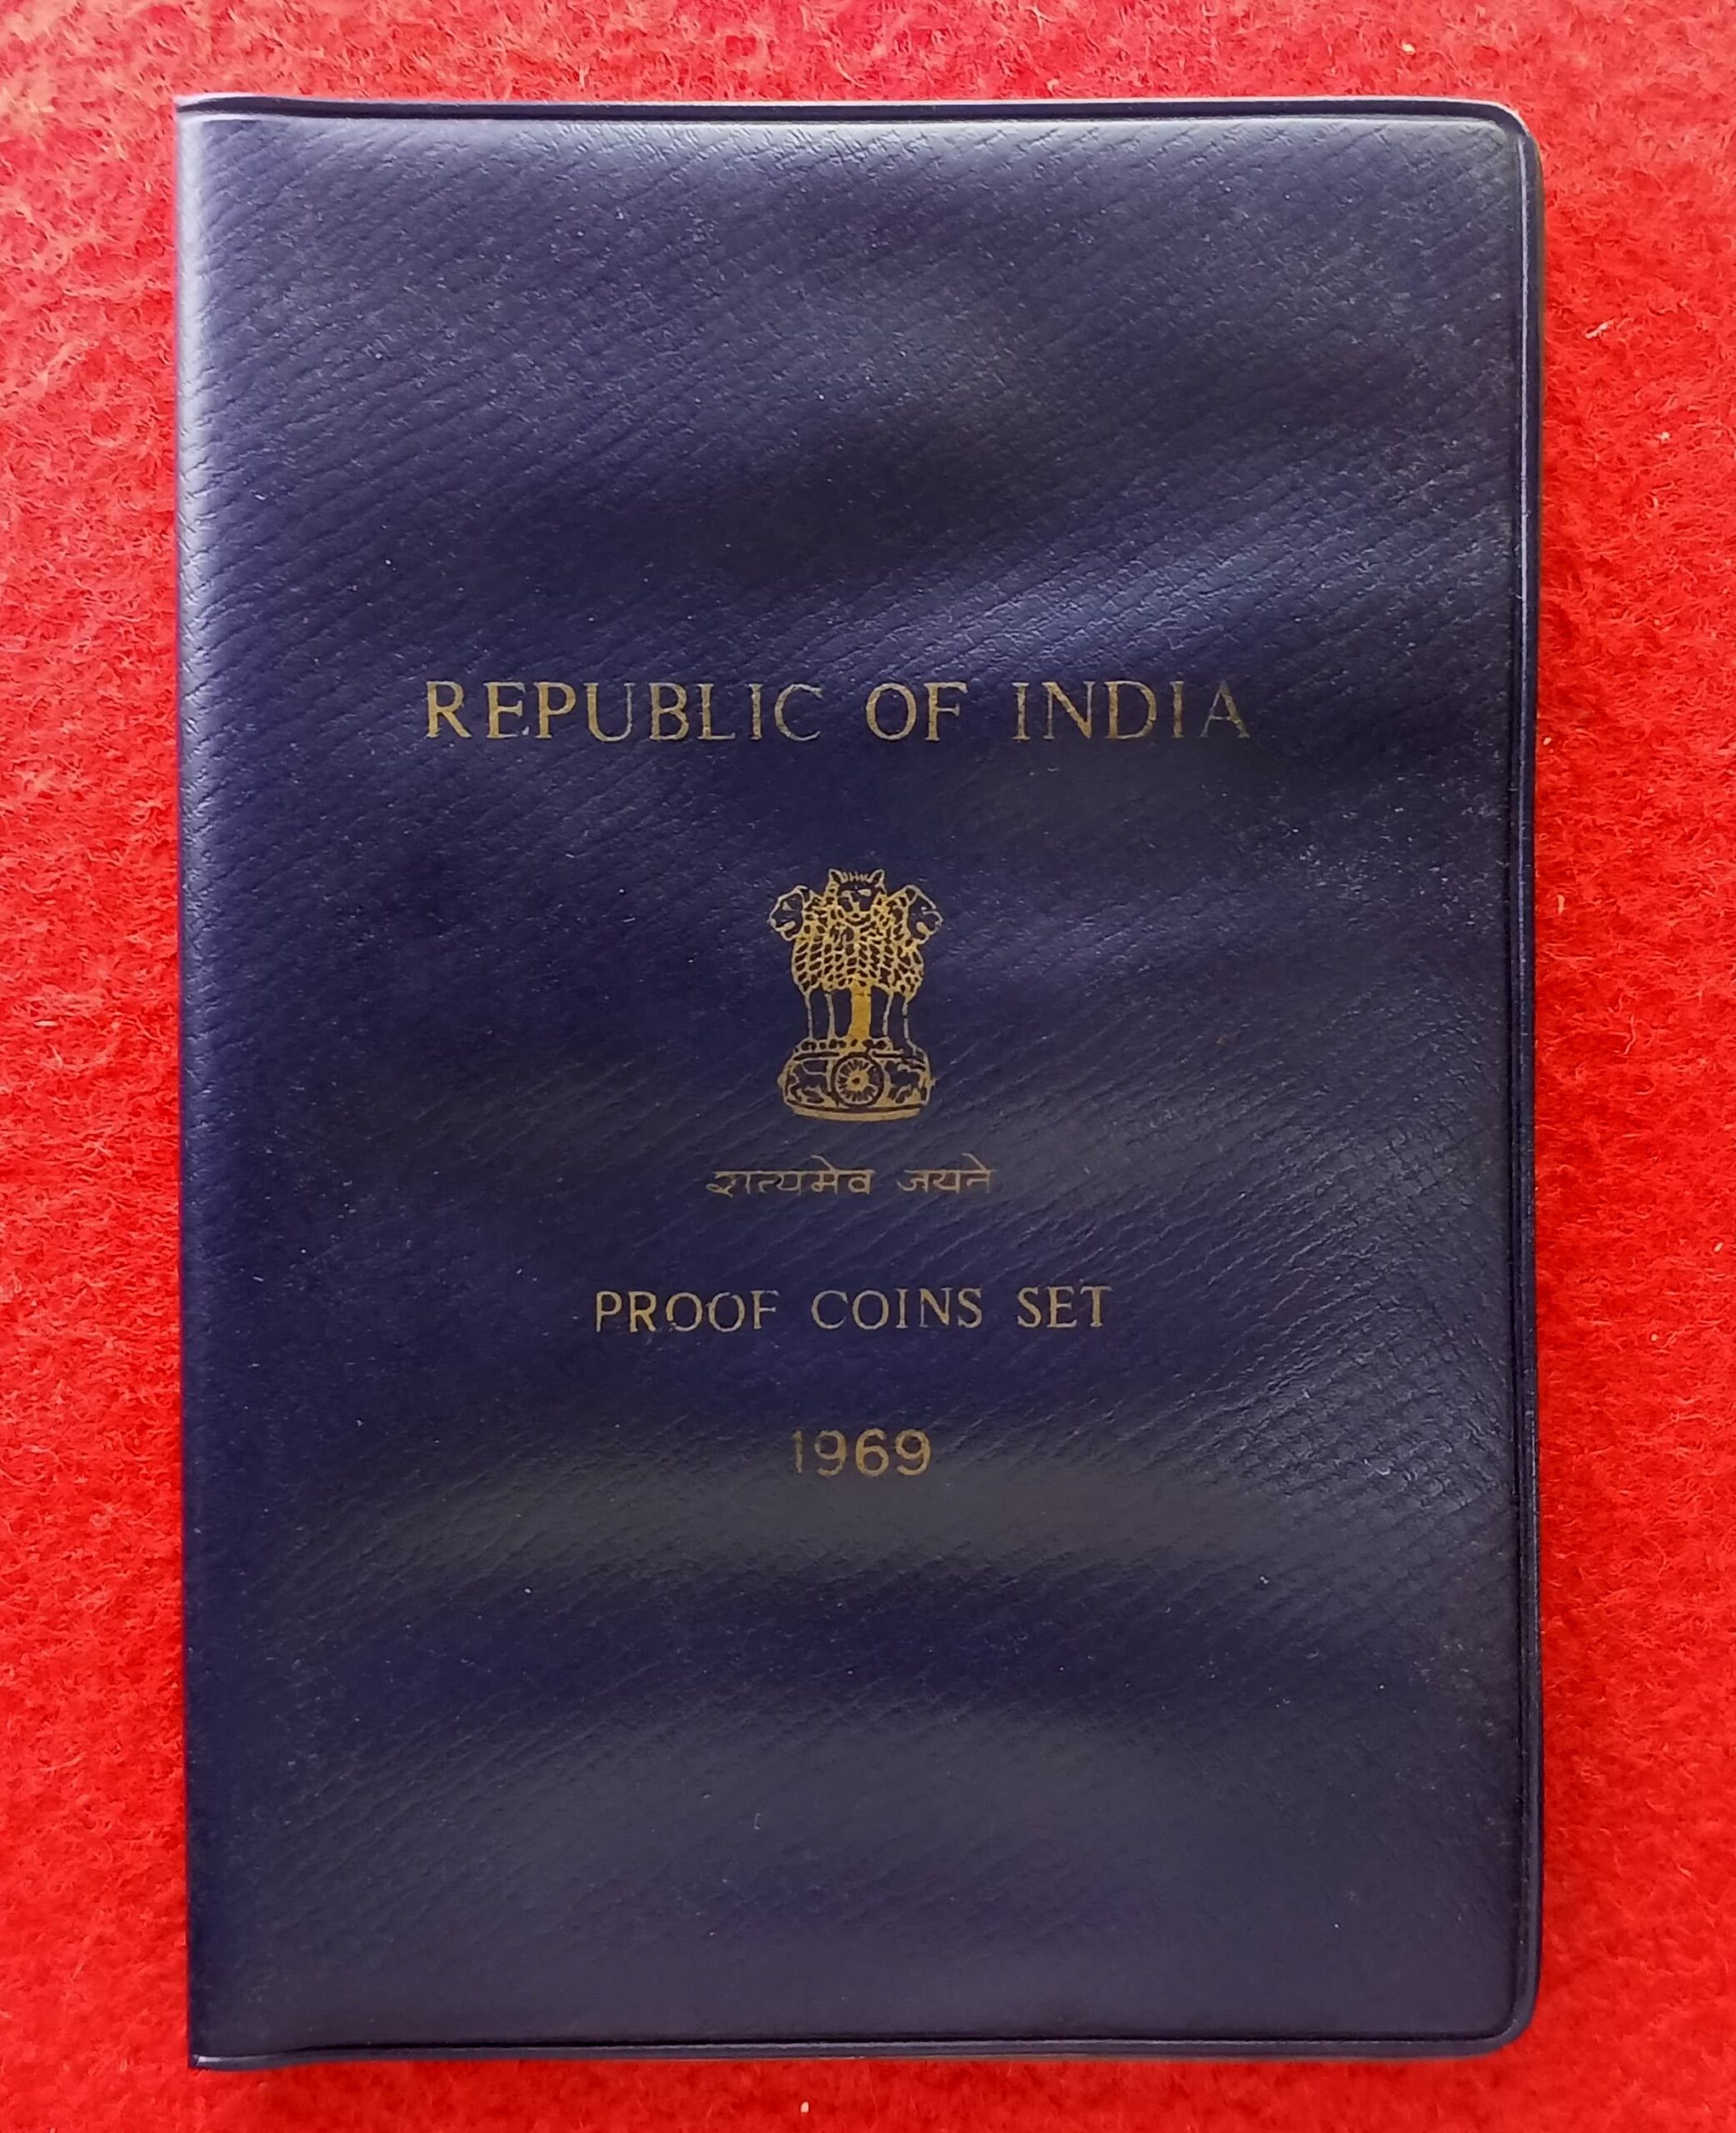 REPUBLIC OF INDIA
सत्यमेव जयते
PROOF COINS SET
1969